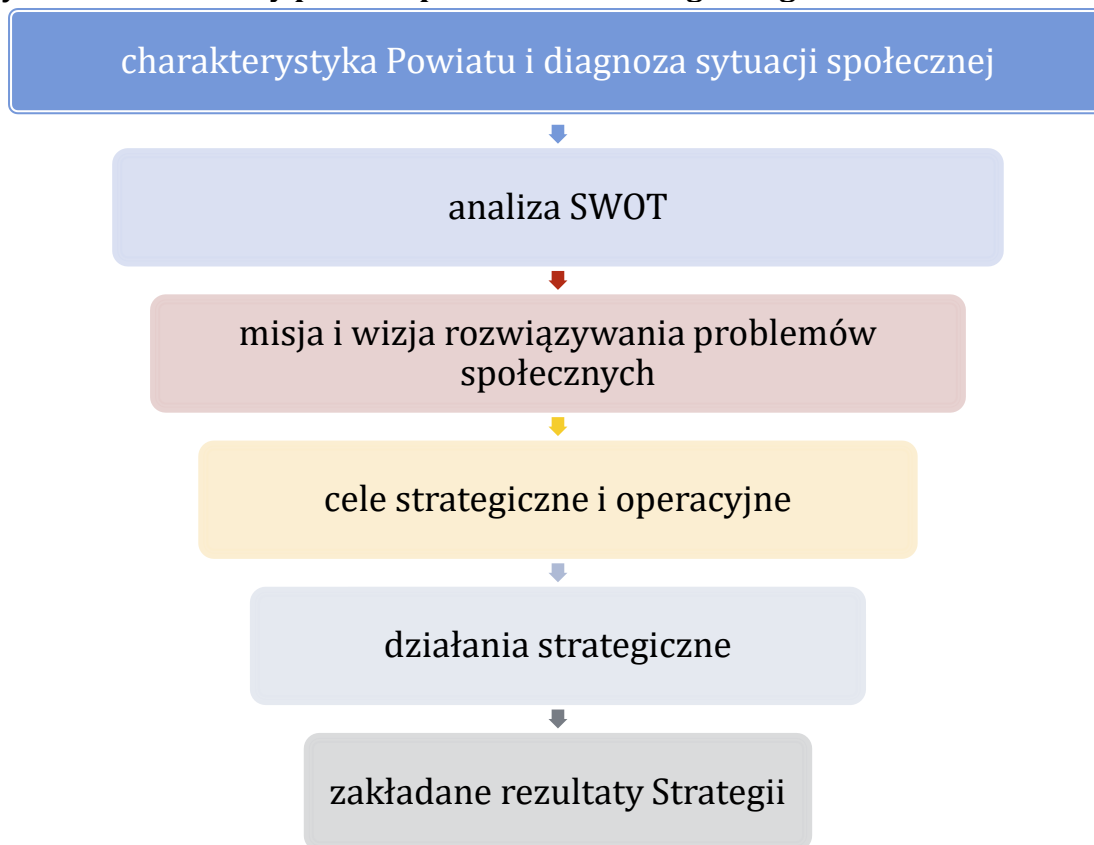 charakterystyka Powiatu i diagnoza sytuacji społecznej
analiza SWOT
misja i wizja rozwiązywania problemów
społecznych
cele strategiczne i operacyjne
działania strategiczne
zakładane rezultaty Strategii